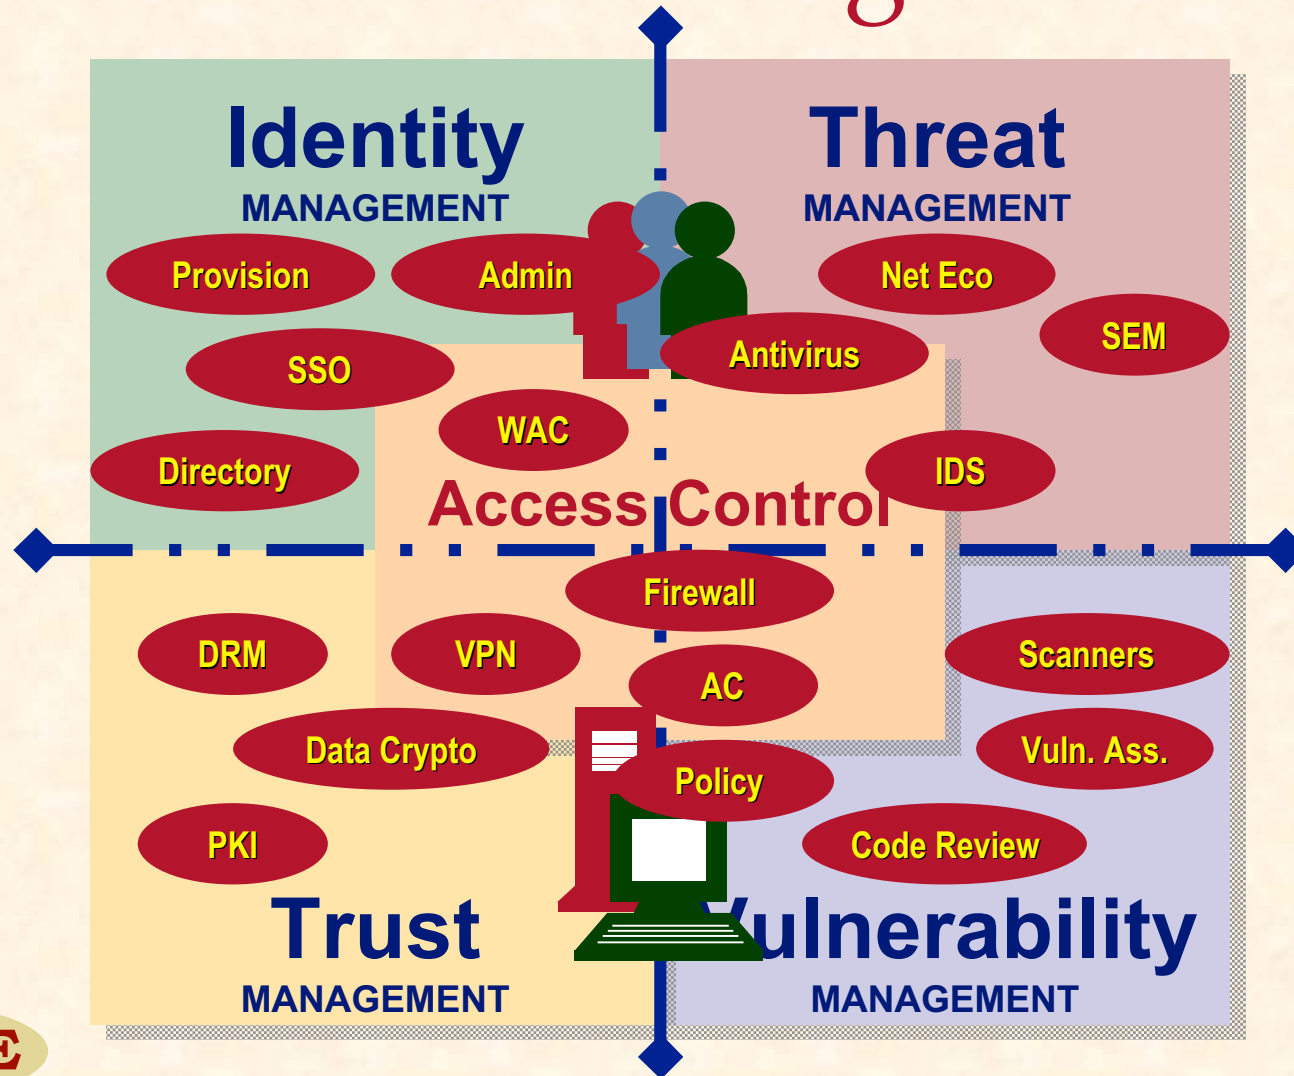 Identity
MANAGEMENT
Threat
MANAGEMENT
Provision
Admin
Net Eco
SEM
SSO
Antivirus
WAC
Directory
IDS
Access Control
Firewall
DRM
VPN
AC
Scanners
Data Crypto
Policy
Vuln. Ass.
PKI
Code Review
Trust
MANAGEMENT
Vulnerability
MANAGEMENT
E